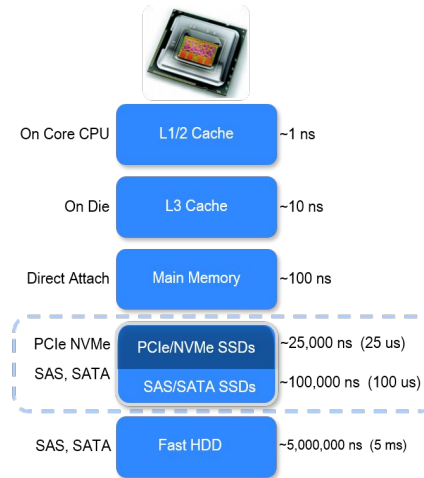 On Core CPU L1/2 Cache ~1 ns
On Die L3 Cache ~10 ns
Direct Attach Main Memory ~100 ns
PCIe NVMe PCIe/NVMe SSDs ~25,000 ns (25 us)
SAS, SATA SAS/SATA SSDs ~100,000 ns (100 us)
SAS, SATA Fast HDD ~5,000,000 ns (5 ms)